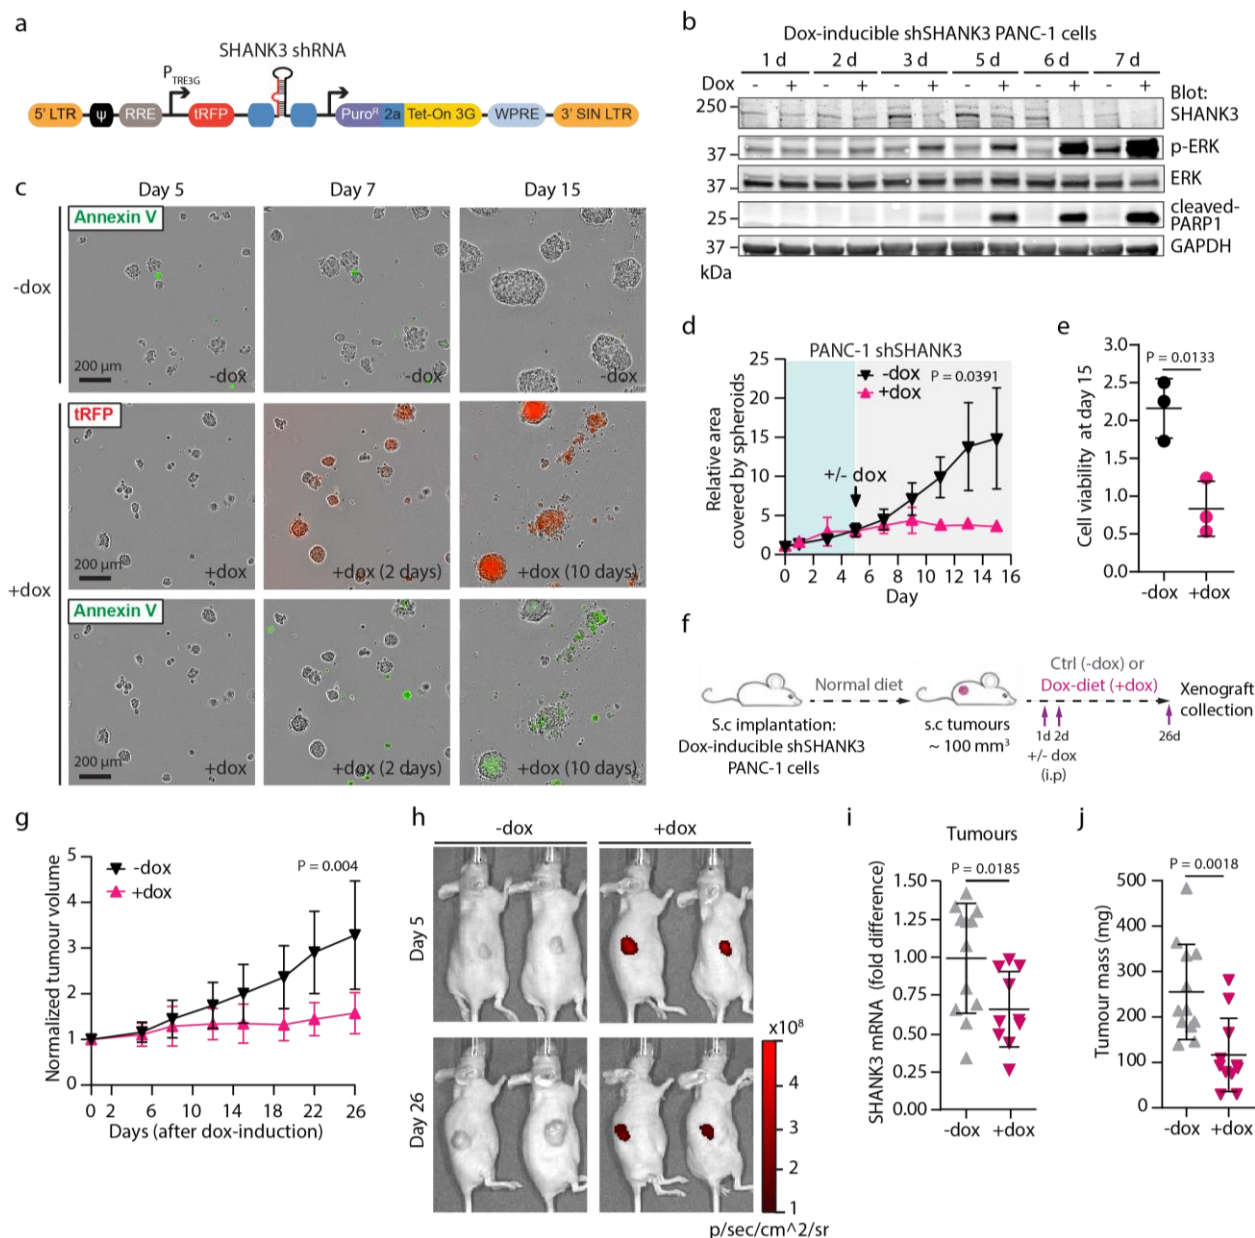 a
SHANK3 shRNA
PTRE3G
5' LTR ψ RRE tRFP PuroR 2a Tet-On 3G WPRE 3' SIN LTR
b
Dox-inducible shSHANK3 PANC-1 cells
1 d 2 d 3 d 5 d 6 d 7 d
Dox - + - + - + - + - + - + Blot:
250 SHANK3
37 p-ERK
37 ERK
25 cleaved-
PARP1
37 GAPDH
kDa
c
Day 5 Day 7 Day 15
-dox
Annexin V
200 µm
-dox -dox -dox
+dox
tRFP
200 µm
+dox +dox (2 days) +dox (10 days)
Annexin V
200 µm
+dox +dox (2 days) +dox (10 days)
d
PANC-1 shSHANK3
-dox
+dox
P = 0.0391
+/- dox
Relative area
covered by spheroids
25
20
15
10
5
0
0 2 4 6 8 10 12 14 16
Day
e
P = 0.0133
Cell viability at day 15
3.0
2.5
2.0
1.5
1.0
0.5
0.0
-dox +dox
f
Normal diet
Ctrl (-dox) or
Dox-diet (+dox)
Xenograft
collection
S.c implantation:
Dox-inducible shSHANK3
PANC-1 cells
s.c tumours
~ 100 mm³
1d 2d
+/- dox
(i.p)
26d
g
-dox
+dox
P = 0.004
Normalized tumour volume
5
4
3
2
1
0
0 2 6 10 14 18 22 26
Days (after dox-induction)
h
-dox +dox
Day 5
Day 26
x10⁸
4
3
2
1
p/sec/cm^2/sr
i
Tumours
P = 0.0185
SHANK3 mRNA (fold difference)
1.50
1.25
1.00
0.75
0.50
0.25
0.00
-dox +dox
j
P = 0.0018
Tumour mass (mg)
500
400
300
200
100
0
-dox +dox